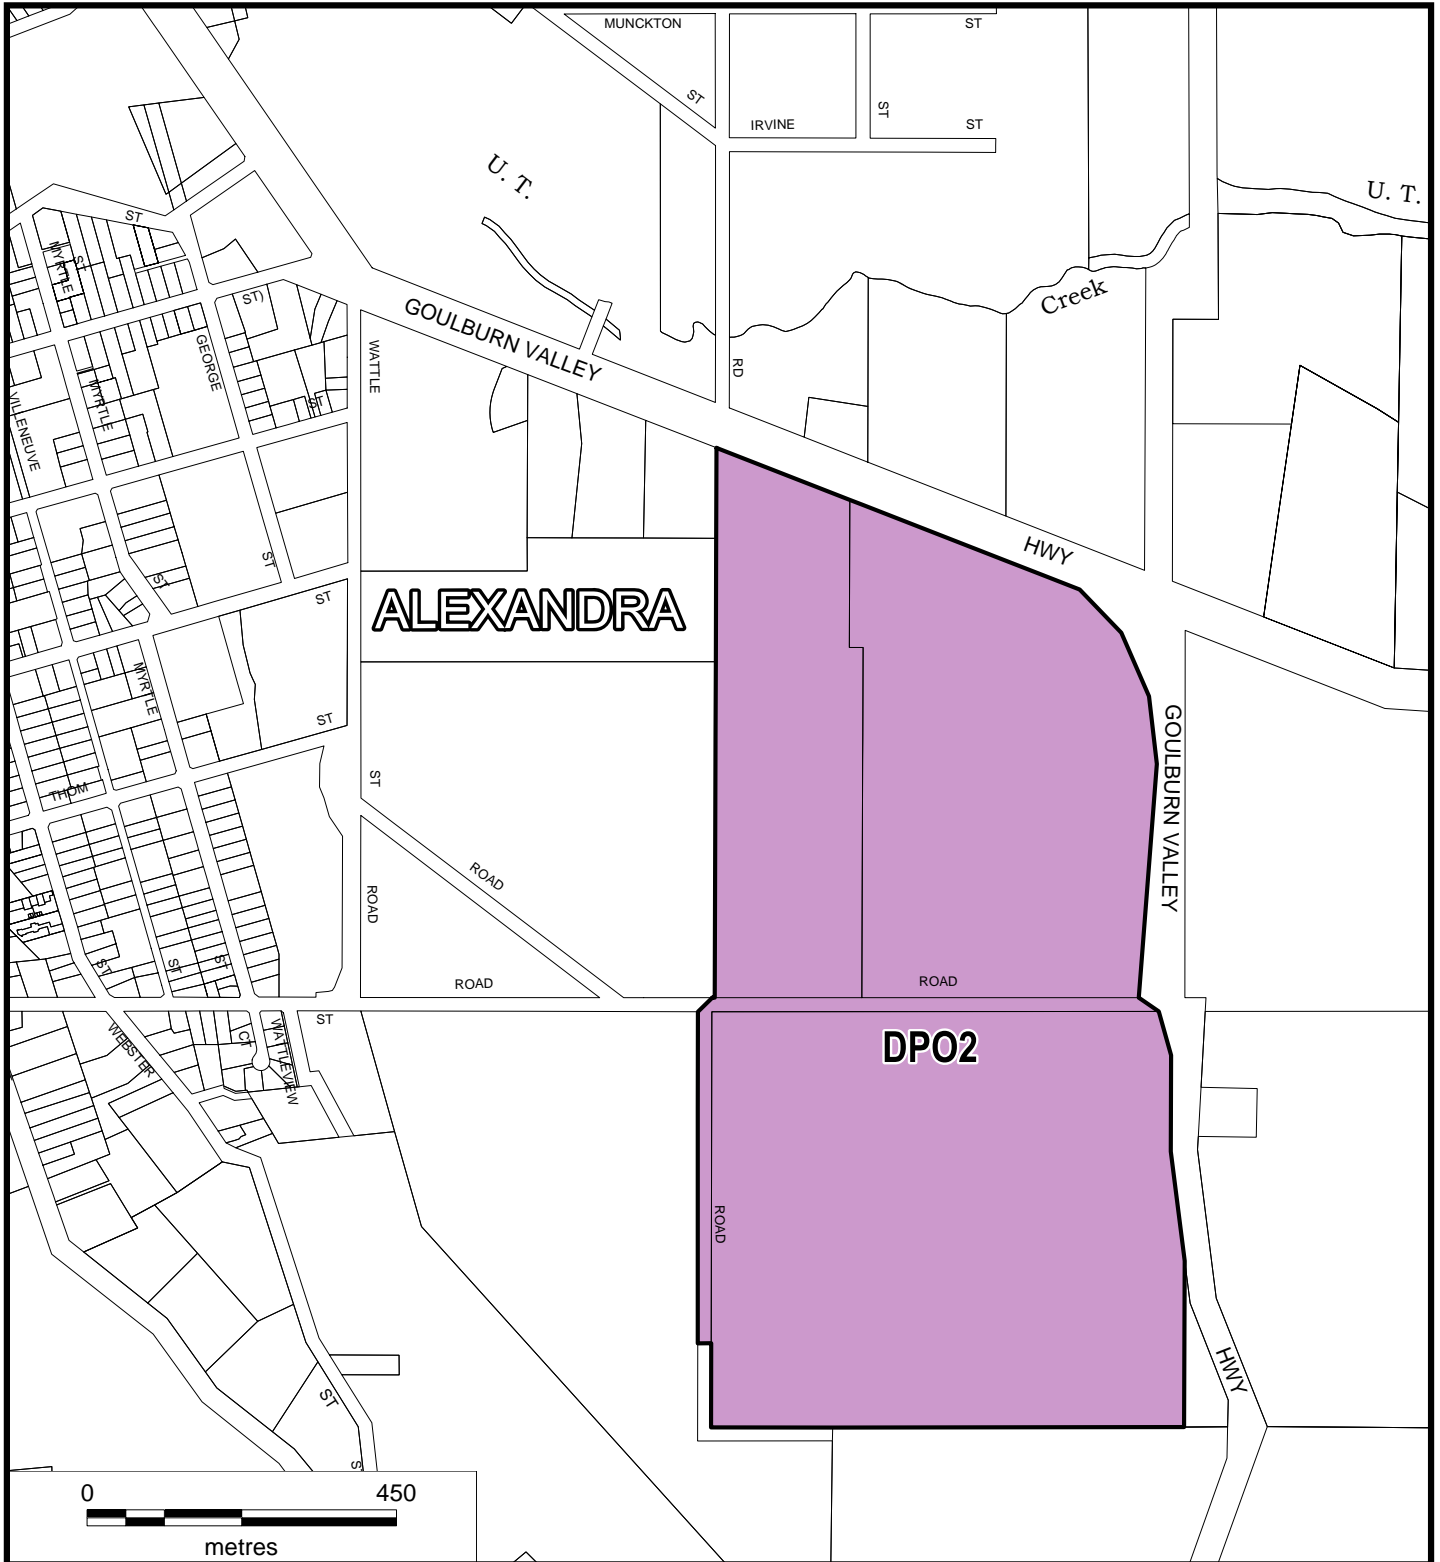 MUNCKTON
ST
ST
ST
IRVINE
ST
U. T.
U. T.
ST
MYRTLE
ST
ST)
Creek
GOULBURN VALLEY
GEORGE
WATTLE
RD
MYRTLE
ST
VILLENEUVE
HWY
ST
ST
ST
ALEXANDRA
MYRTLE
ST
GOULBURN VALLEY
THOM
ST
ROAD
ROAD
ST
ST
ST
ROAD
ROAD
ST
WEBSTER
CT
WATTLEVIEW
DPO2
ROAD
HWY
ST
S
0 450
metres